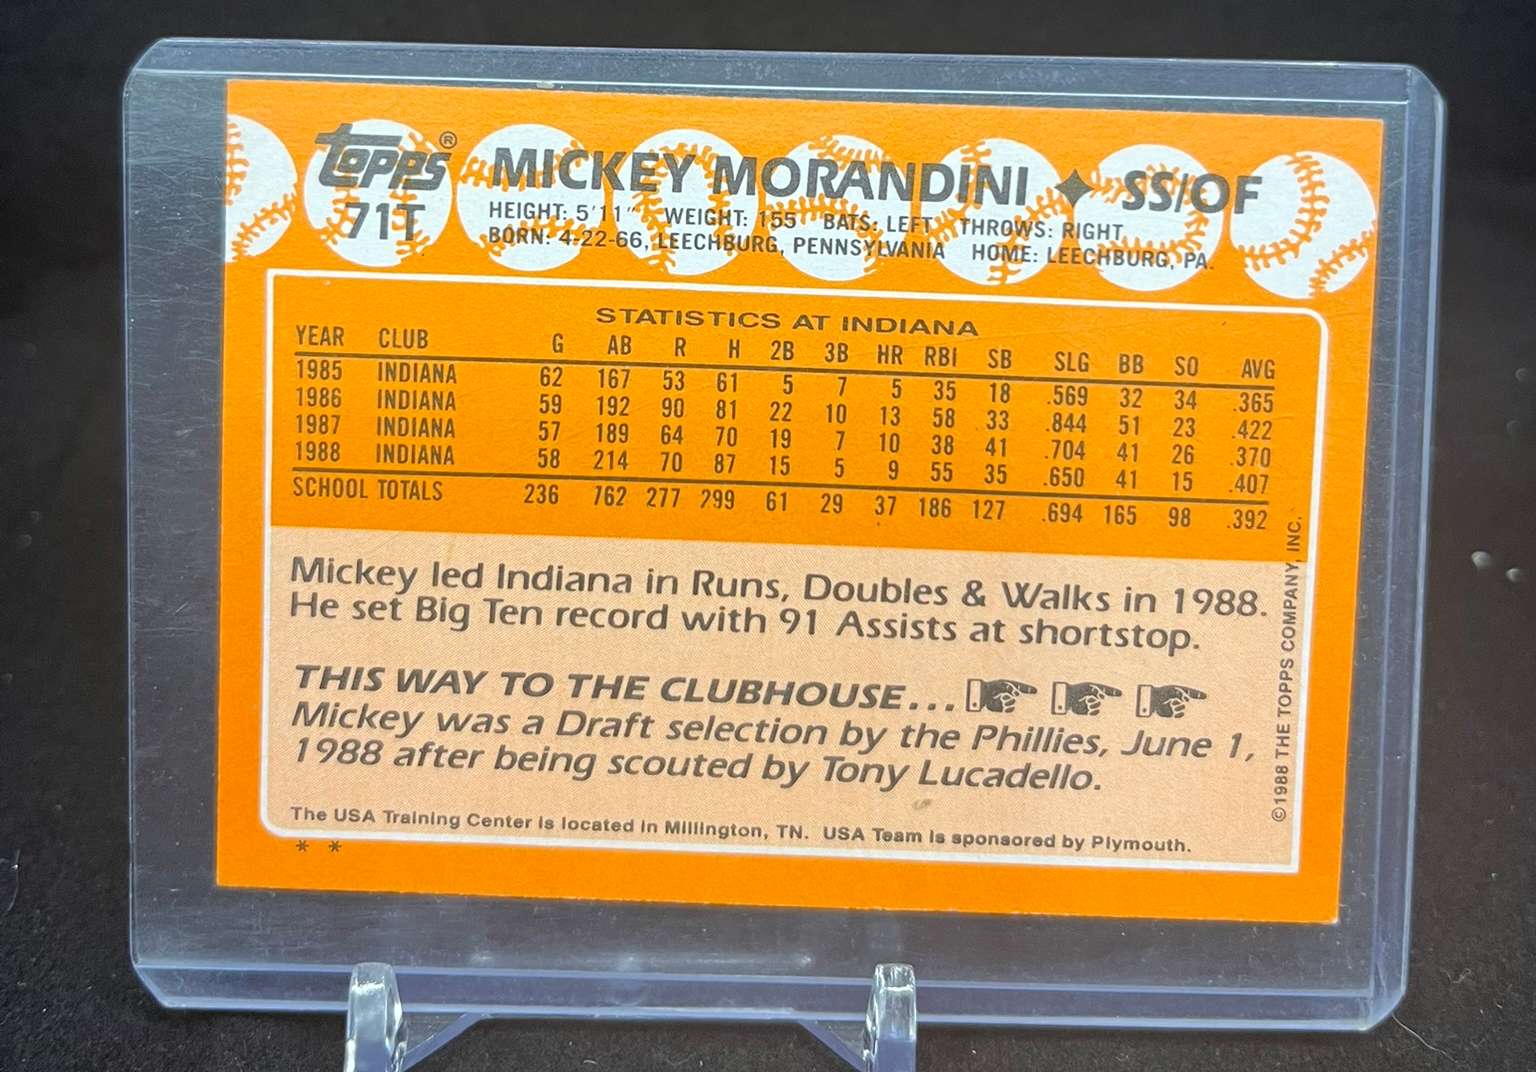 topps® MICKEY MORANDINI ♦ SS/OF
71T HEIGHT: 5'11" WEIGHT: 155 BATS: LEFT THROWS: RIGHT
BORN: 4-22-66, LEECHBURG, PENNSYLVANIA HOME: LEECHBURG, PA.
STATISTICS AT INDIANA
YEAR CLUB G AB R H 2B 3B HR RBI SB SLG BB SO AVG
1985 INDIANA 62 167 53 61 5 7 5 35 18 .569 32 34 .365
1986 INDIANA 59 192 90 81 22 10 13 58 33 .844 51 23 .422
1987 INDIANA 57 189 64 70 19 7 10 38 41 .704 41 26 .370
1988 INDIANA 58 214 70 87 15 5 9 55 35 .650 41 15 .407
SCHOOL TOTALS 236 762 277 299 61 29 37 186 127 .694 165 98 .392
Mickey led Indiana in Runs, Doubles & Walks in 1988.
He set Big Ten record with 91 Assists at shortstop.
THIS WAY TO THE CLUBHOUSE...
Mickey was a Draft selection by the Phillies, June 1,
1988 after being scouted by Tony Lucadello.
The USA Training Center is located in Millington, TN. USA Team is sponsored by Plymouth.
* *
©1988 THE TOPPS COMPANY, INC.